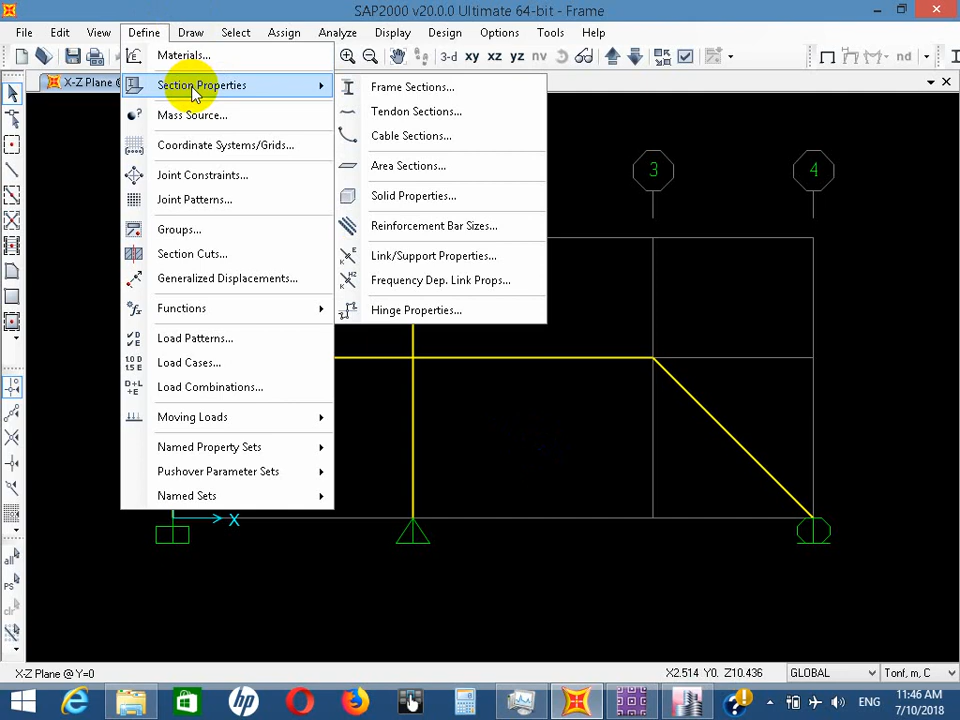 SAP2000 v20.0.0 Ultimate 64-bit - Frame
File Edit View Define Draw Select Assign Analyze Display Design Options Tools Help
3-d xy xz yz nv nd
X-Z Plane @
Materials...
Section Properties
Mass Source...
Coordinate Systems/Grids...
Joint Constraints...
Joint Patterns...
Groups...
Section Cuts...
Generalized Displacements...
Functions
Load Patterns...
Load Cases...
Load Combinations...
Moving Loads
Named Property Sets
Pushover Parameter Sets
Named Sets
Frame Sections...
Tendon Sections...
Cable Sections...
Area Sections...
Solid Properties...
Reinforcement Bar Sizes...
Link/Support Properties...
Frequency Dep. Link Props...
Hinge Properties...
3
4
X
all
PS
clr
X-Z Plane @ Y=0
X2.514 Y0. Z10.436
GLOBAL
Tonf, m, C
ENG
11:46 AM
7/10/2018